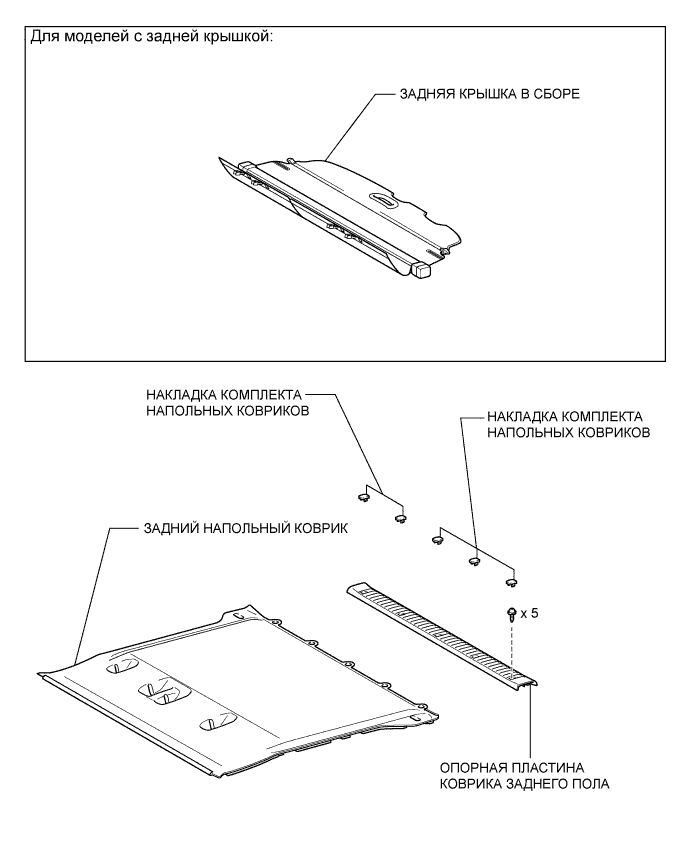 Для моделей с задней крышкой:
ЗАДНЯЯ КРЫШКА В СБОРЕ
НАКЛАДКА КОМПЛЕКТА
НАПОЛЬНЫХ КОВРИКОВ
НАКЛАДКА КОМПЛЕКТА
НАПОЛЬНЫХ КОВРИКОВ
ЗАДНИЙ НАПОЛЬНЫЙ КОВРИК
x 5
ОПОРНАЯ ПЛАСТИНА
КОВРИКА ЗАДНЕГО ПОЛА